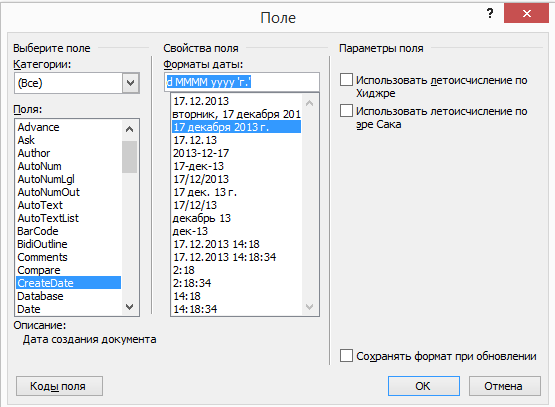 Поле
?
Выберите поле
Категории:
(Все)
Поля:
Advance
Ask
Author
AutoNum
AutoNumLgl
AutoNumOut
AutoText
AutoTextList
BarCode
BidiOutline
Comments
Compare
CreateDate
Database
Date
Описание:
Дата создания документа
Свойства поля
Форматы даты:
d MMMM yyyy 'г.'
17.12.2013
вторник, 17 декабря 201
17 декабря 2013 г.
17.12.13
2013-12-17
17-дек-13
17/12/2013
17 дек. 13 г.
17/12/13
декабрь 13
дек-13
17.12.2013 14:18
17.12.2013 14:18:34
2:18
2:18:34
14:18
14:18:34
Параметры поля
Использовать летоисчисление по
Хиджре
Использовать летоисчисление по
эре Сака
Сохранять формат при обновлении
Коды поля
ОК
Отмена